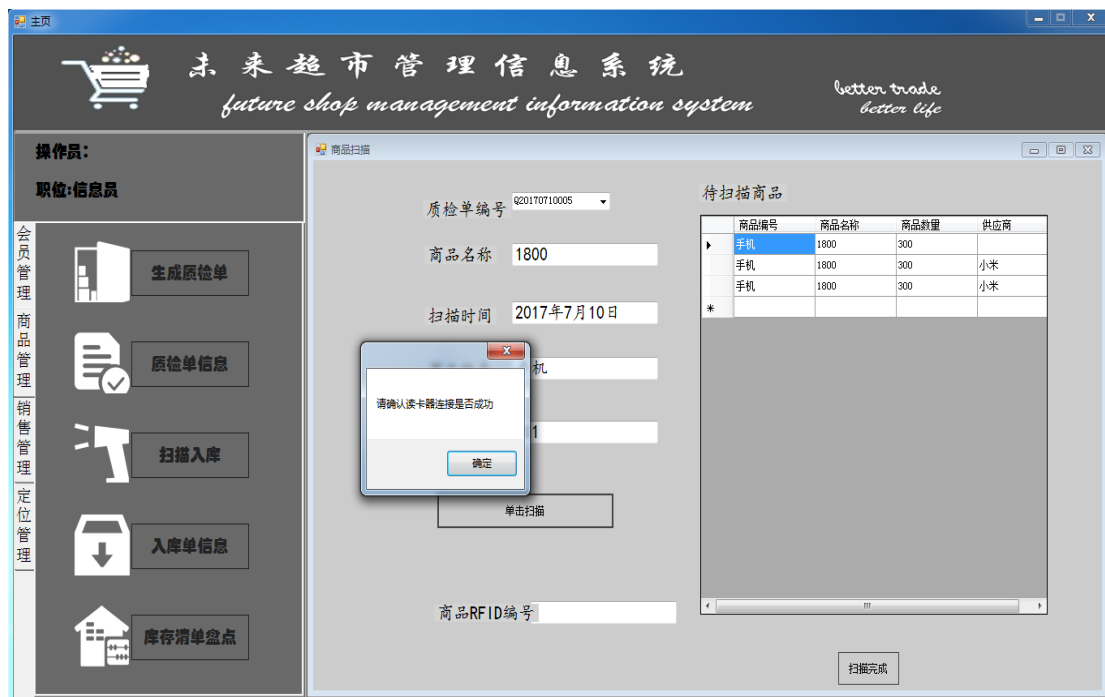 主页
未来超市管理信息系统
future shop management information system
better trade
better life
操作员:
职位:信息员
会员管理
商品管理
销售管理
定位管理
生成质检单
质检单信息
扫描入库
入库单信息
库存清单盘点
商品扫描
质检单编号 Q20170710005
商品名称 1800
扫描时间 2017年7月10日
机
1
请确认读卡器连接是否成功
确定
单击扫描
商品RFID编号
待扫描商品
商品编号 商品名称 商品数量 供应商
手机 1800 300
手机 1800 300 小米
手机 1800 300 小米
扫描完成